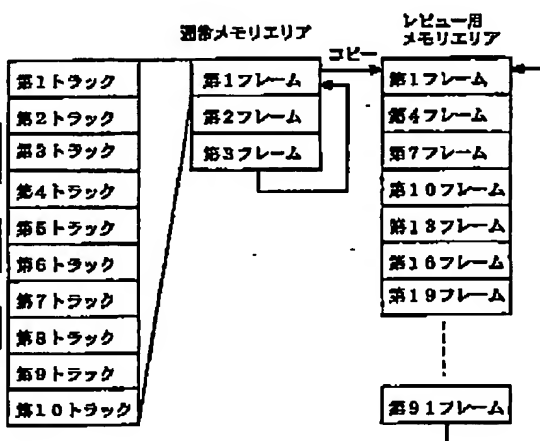 通常メモリエリア
コピー
レビュー用
メモリエリア
第1トラック
第2トラック
第3トラック
第4トラック
第5トラック
第6トラック
第7トラック
第8トラック
第9トラック
第10トラック
第1フレーム
第2フレーム
第3フレーム
第1フレーム
第4フレーム
第7フレーム
第10フレーム
第13フレーム
第16フレーム
第19フレーム
第91フレーム